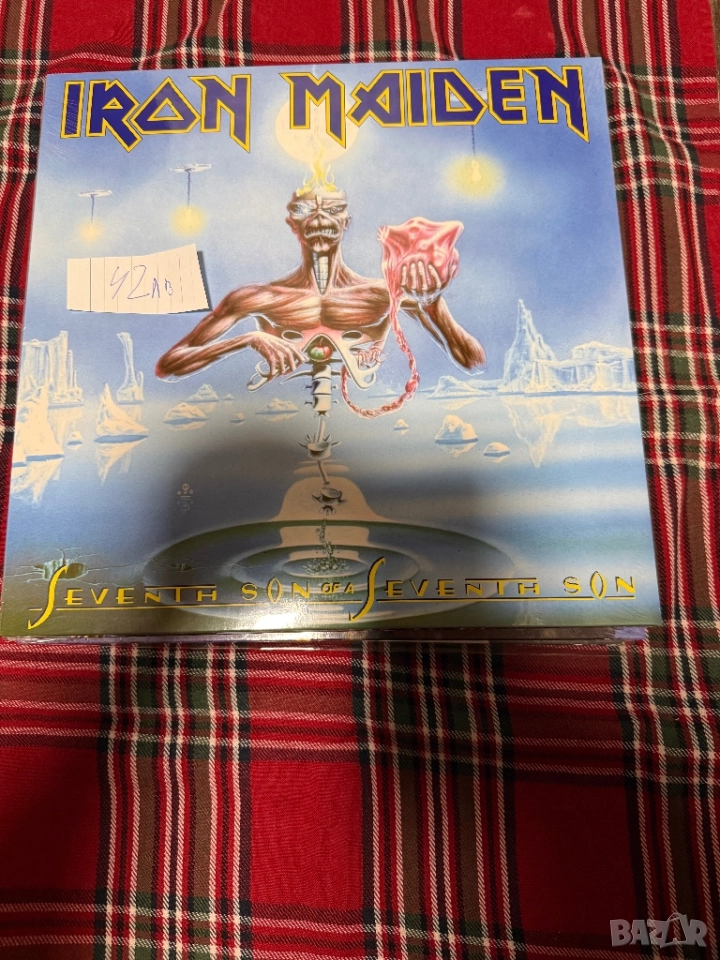 IRON MAIDEN
42лв
SEVENTH SON OF A SEVENTH SON
BAZAR